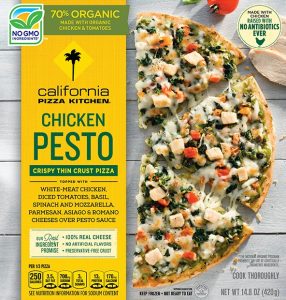 NO GMO
INGREDIENTS
70% ORGANIC
MADE WITH ORGANIC
CHICKEN & TOMATOES
MADE WITH
CHICKEN
RAISED WITH
NO
ANTIBIOTICS
EVER
california
PIZZA KITCHEN
CHICKEN
PESTO
CRISPY THIN CRUST PIZZA
TOPPED WITH
WHITE-MEAT CHICKEN,
DICED TOMATOES, BASIL,
SPINACH AND MOZZARELLA,
PARMESAN, ASIAGO & ROMANO
CHEESES OVER PESTO SAUCE
INGREDIENT
PROMISE
• 100% REAL CHEESE
• NO ARTIFICIAL FLAVORS
• PRESERVATIVE-FREE CRUST
PER 1/3 PIZZA
250
CALORIES
3.5g
SEE NUTRITION INFORMATION FOR SODIUM CONTENT
KEEP FROZEN • NOT READY TO EAT
COOK THOROUGHLY
NET WT 14.8 OZ (420g)